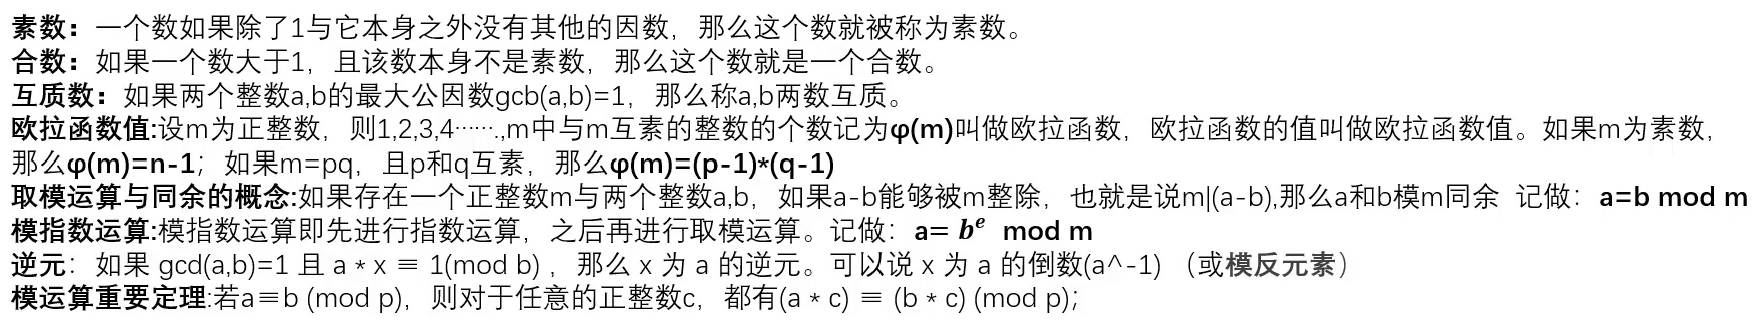 素数：一个数如果除了1与它本身之外没有其他的因数，那么这个数就被称为素数。
合数：如果一个数大于1，且该数本身不是素数，那么这个数就是一个合数。
互质数：如果两个整数a,b的最大公因数gcb(a,b)=1，那么称a,b两数互质。
欧拉函数值:设m为正整数，则1,2,3,4⋯⋯.,m中与m互素的整数的个数记为φ(m)叫做欧拉函数，欧拉函数的值叫做欧拉函数值。如果m为素数，
那么φ(m)=n-1；如果m=pq，且p和q互素，那么φ(m)=(p-1)*(q-1)
取模运算与同余的概念:如果存在一个正整数m与两个整数a,b，如果a-b能够被m整除，也就是说m|(a-b),那么a和b模m同余 记做：a=b mod m
模指数运算:模指数运算即先进行指数运算，之后再进行取模运算。记做：a= b^e mod m
逆元：如果 gcd(a,b)=1 且 a * x ≡ 1(mod b) ，那么 x 为 a 的逆元。可以说 x 为 a 的倒数(a^-1) （或模反元素）
模运算重要定理:若a≡b (mod p)，则对于任意的正整数c，都有(a * c) ≡ (b * c) (mod p)；